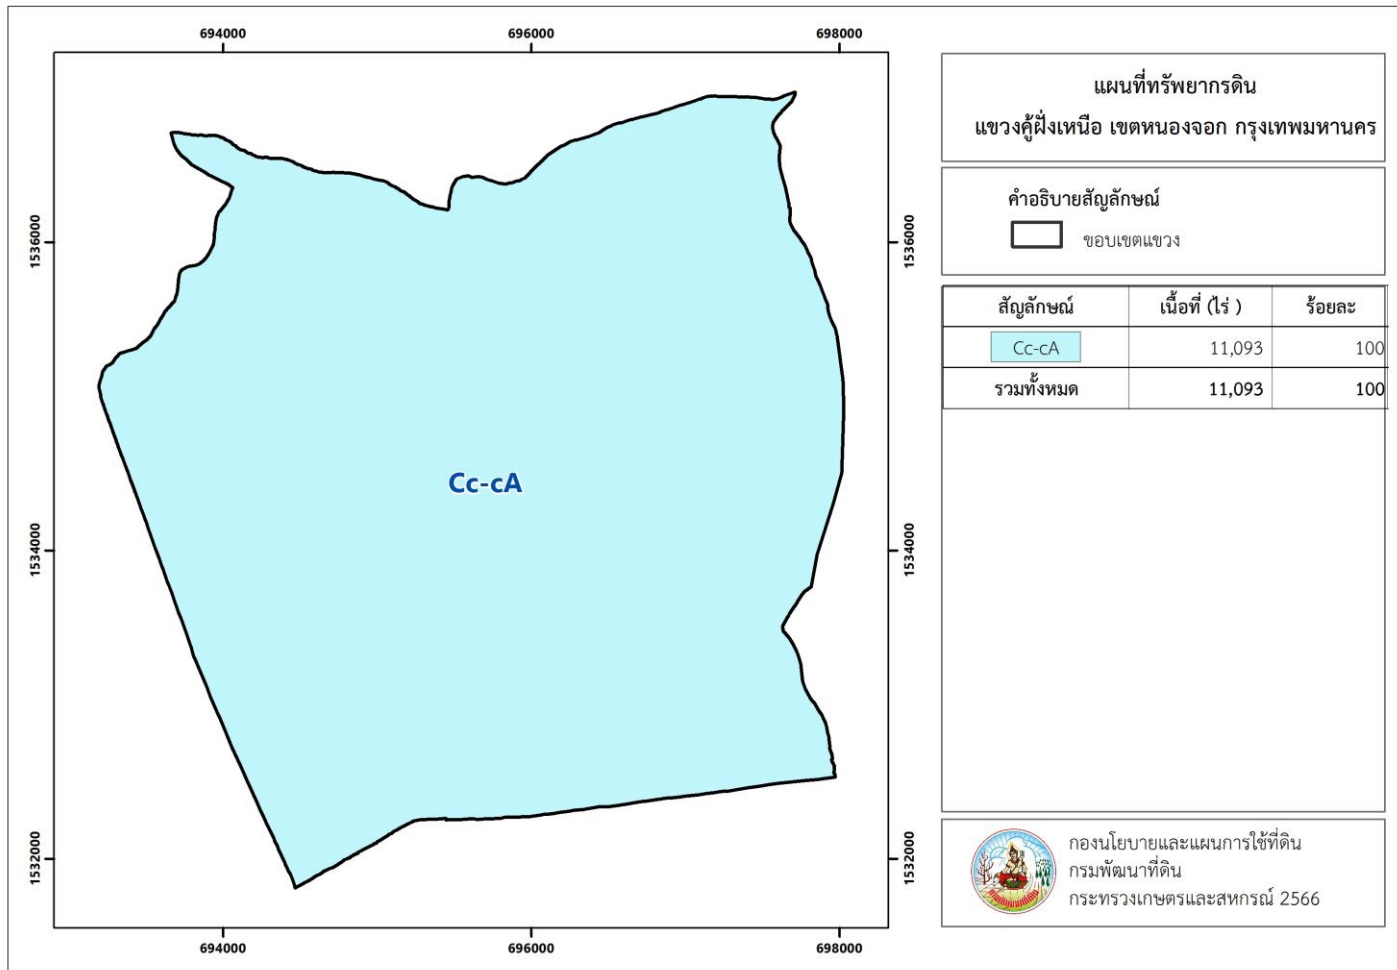 694000 696000 698000
1536000 1536000
1534000 1534000
1532000 1532000
Cc-cA
694000 696000 698000
แผนที่ทรัพยากรดิน
แขวงคู้ฝั่งเหนือ เขตหนองจอก กรุงเทพมหานคร
คำอธิบายสัญลักษณ์
ขอบเขตแขวง
สัญลักษณ์ เนื้อที่ (ไร่ ) ร้อยละ
Cc-cA 11,093 100
รวมทั้งหมด 11,093 100
กองนโยบายและแผนการใช้ที่ดิน
กรมพัฒนาที่ดิน
กระทรวงเกษตรและสหกรณ์ 2566